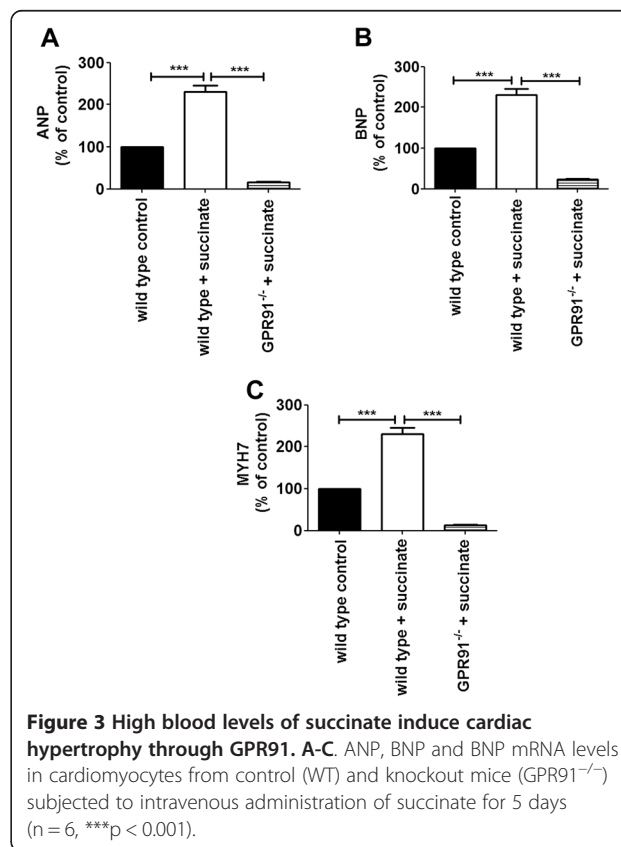 A
300
200
100
0
ANP
(% of control)
***
***
wild type control
wild type + succinate
GPR91-/- + succinate
B
300
200
100
0
BNP
(% of control)
***
***
wild type control
wild type + succinate
GPR91-/- + succinate
C
300
200
100
0
MYH7
(% of control)
***
***
wild type control
wild type + succinate
GPR91-/- + succinate
Figure 3 High blood levels of succinate induce cardiac
hypertrophy through GPR91. A-C. ANP, BNP and BNP mRNA levels
in cardiomyocytes from control (WT) and knockout mice (GPR91−/−)
subjected to intravenous administration of succinate for 5 days
(n = 6, ***p < 0.001).